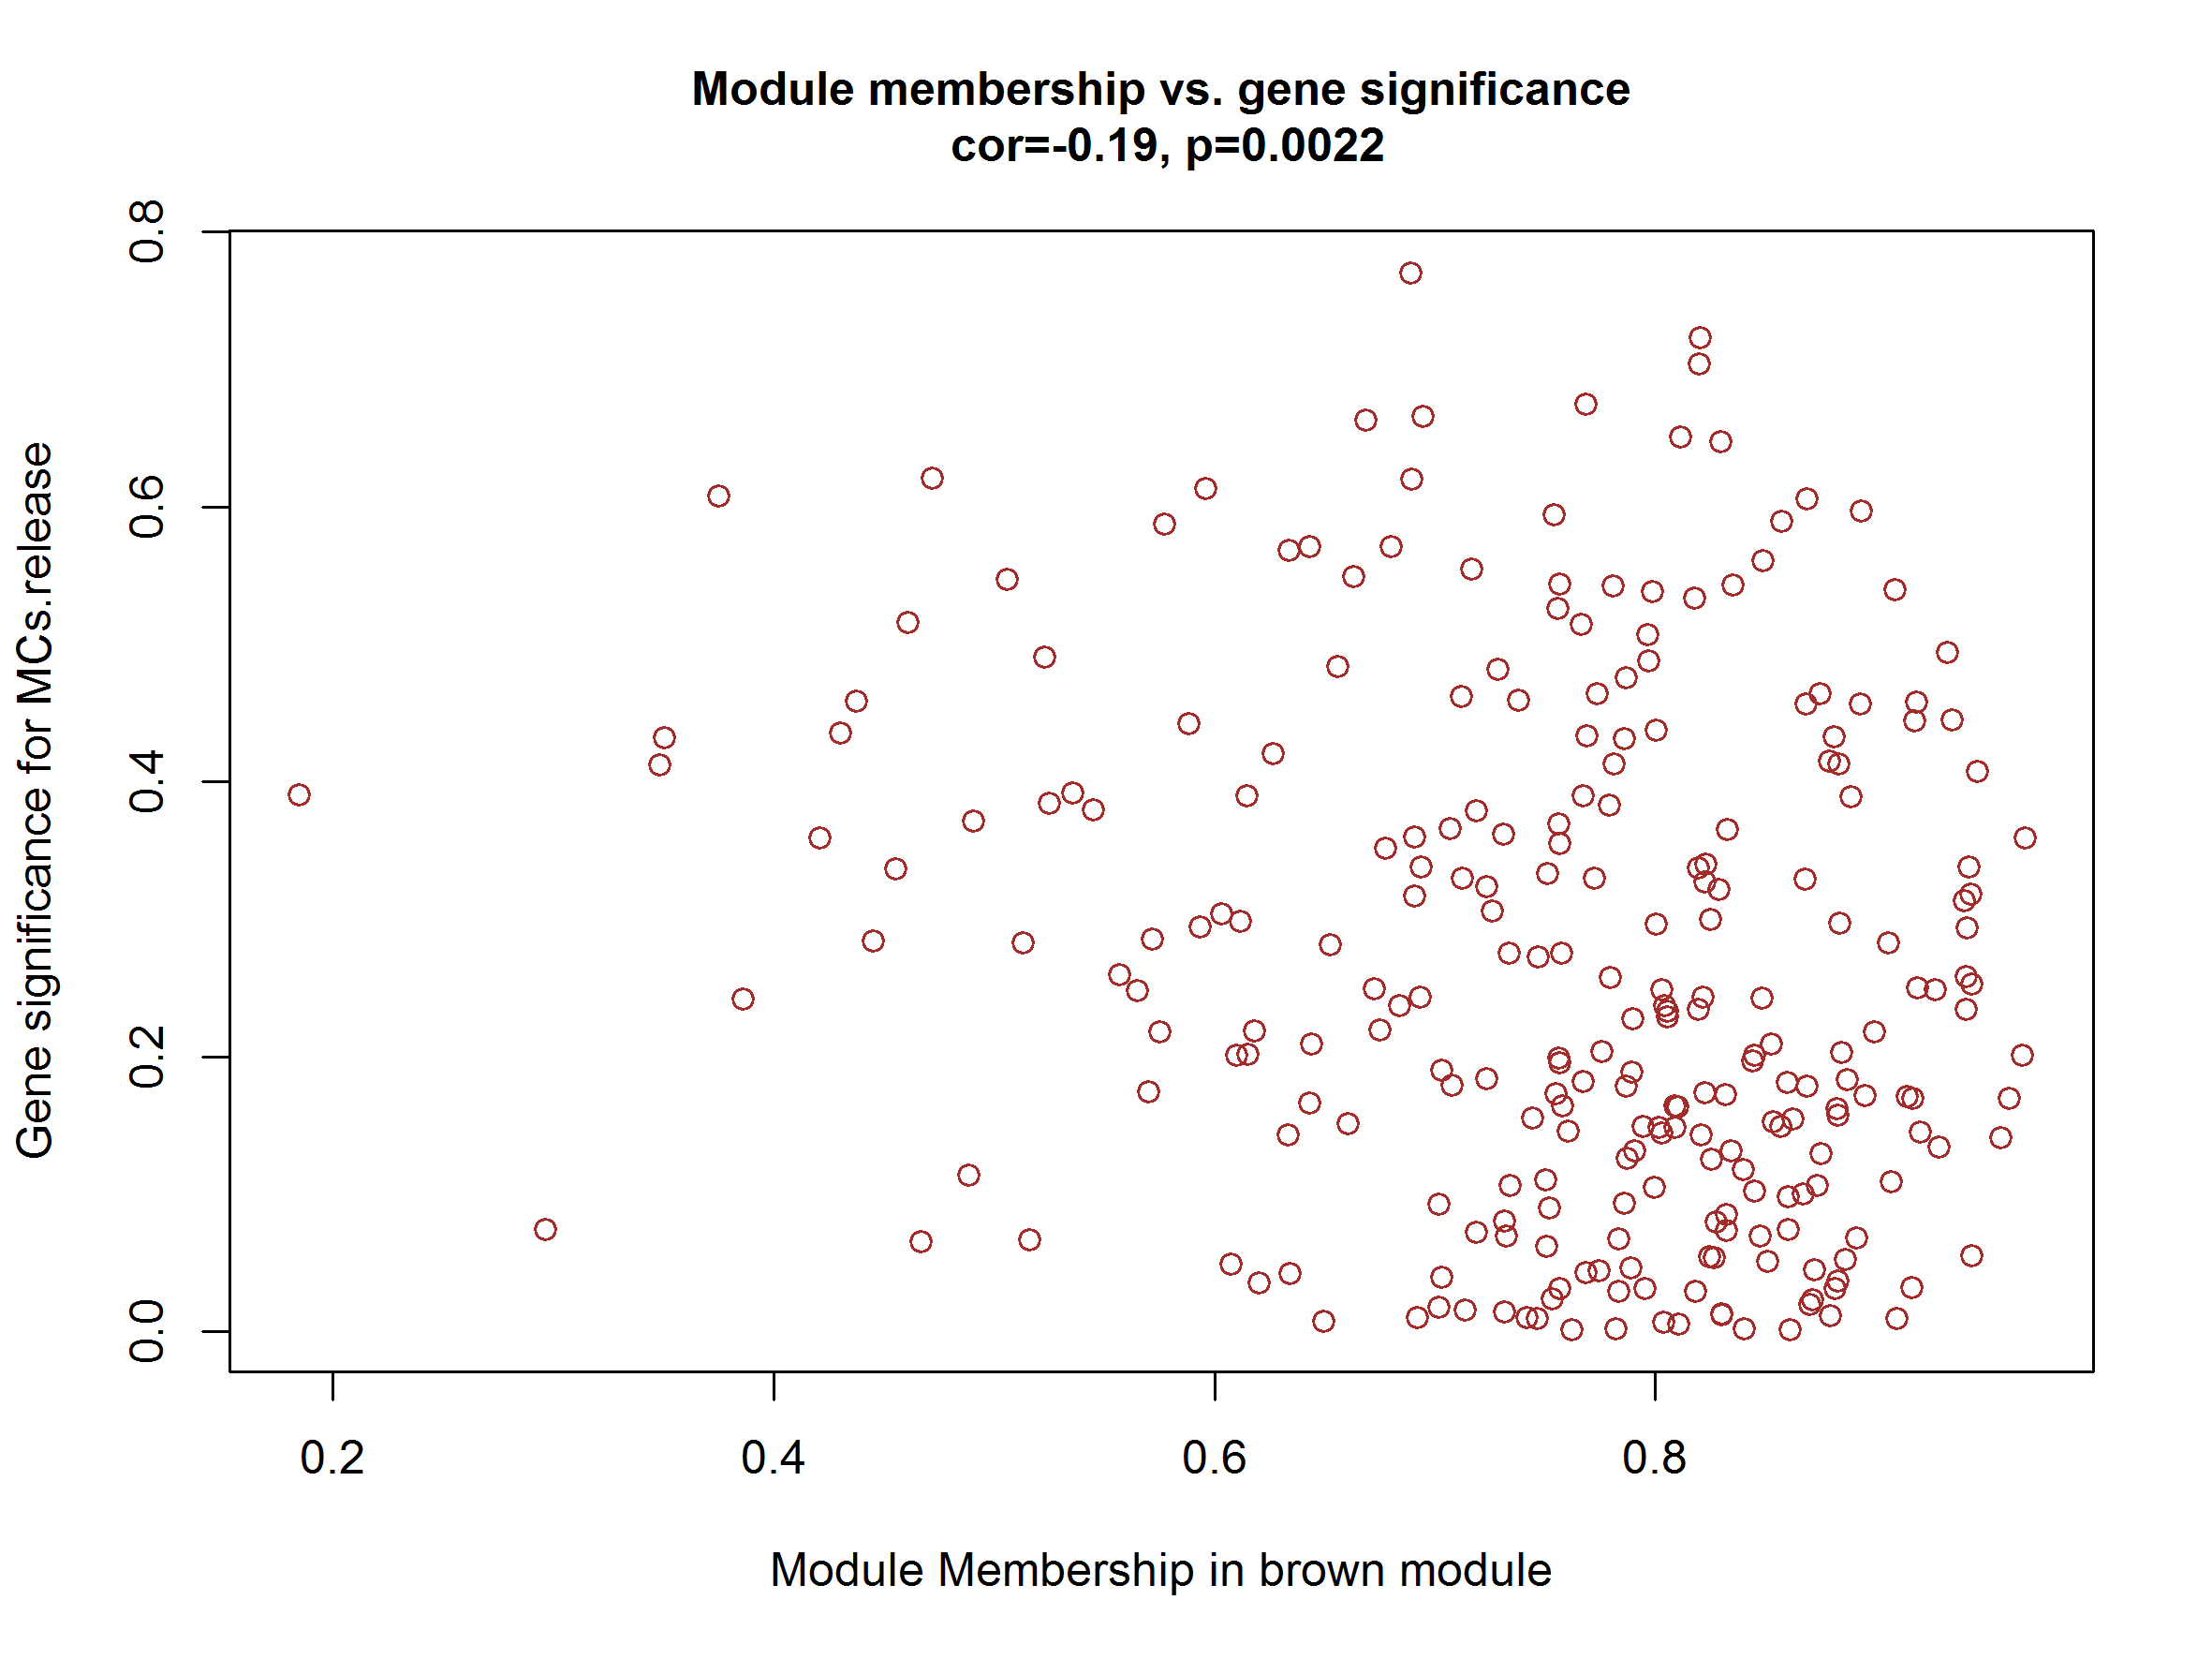 Module membership vs. gene significance
cor=-0.19, p=0.0022
Gene significance for MCs.release
0.8
0.6
0.4
0.2
0.0
0.2 0.4 0.6 0.8
Module Membership in brown module